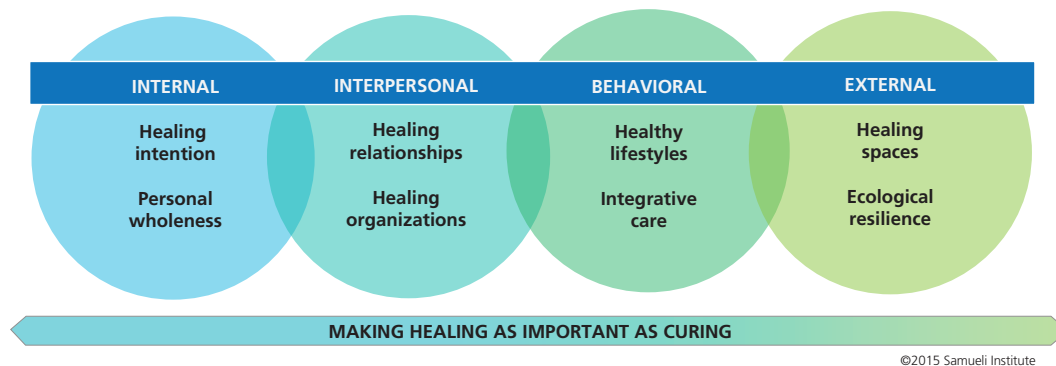 INTERNAL
INTERPERSONAL
BEHAVIORAL
EXTERNAL
Healing
intention
Personal
wholeness
Healing
relationships
Healing
organizations
Healthy
lifestyles
Integrative
care
Healing
spaces
Ecological
resilience
MAKING HEALING AS IMPORTANT AS CURING
©2015 Samueli Institute